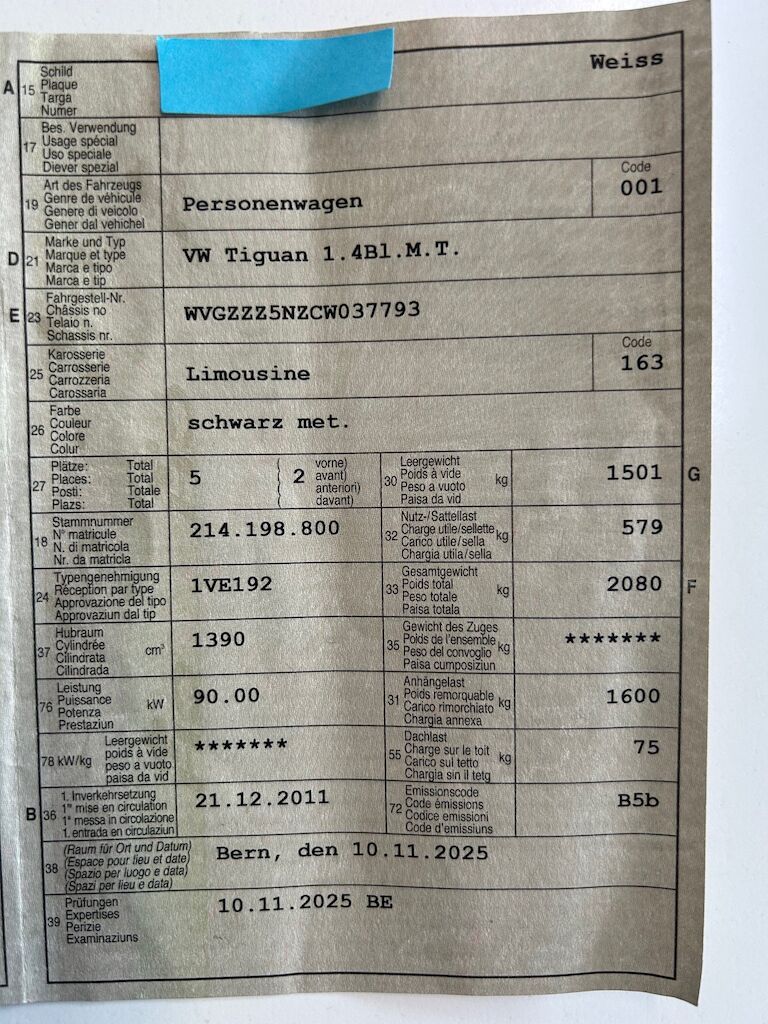 A 15 Schild
Plaque
Targa
Numer
Weiss
17 Bes. Verwendung
Usage spécial
Uso speciale
Diever spezial
19 Art des Fahrzeugs
Genre de véhicule
Genere di veicolo
Gener dal vehichel
Personenwagen
Code
001
D 21 Marke und Typ
Marque et type
Marca e tipo
Marca e tip
VW Tiguan 1.4Bl.M.T.
E 23 Fahrgestell-Nr.
Châssis no
Telaio n.
Schassis nr.
WVGZZZ5NZCW037793
25 Karosserie
Carrosserie
Carrozzeria
Carossaria
Limousine
Code
163
26 Farbe
Couleur
Colore
Colur
schwarz met.
27 Plätze: Total
Places: Total
Posti: Totale
Plazs: Total
5 ( 2 vorne)
( avant)
( anteriori)
( davant)
30 Leergewicht
Poids à vide
Peso a vuoto
Paisa da vid
kg
1501 G
18 Stammnummer
N° matricule
N. di matricola
Nr. da matricla
214.198.800
32 Nutz-/Sattellast
Charge utile/sellette
Carico utile/sella
Chargia utila/sella
kg
579
24 Typengenehmigung
Réception par type
Approvazione del tipo
Approvaziun dal tip
1VE192
33 Gesamtgewicht
Poids total
Peso totale
Paisa totala
kg
2080 F
37 Hubraum
Cylindrée
Cilindrata
Cilindrada
cm³
1390
35 Gewicht des Zuges
Poids de l'ensemble
Peso del convoglio
Paisa cumposiziun
kg
*******
76 Leistung
Puissance
Potenza
Prestaziun
kW
90.00
31 Anhängelast
Poids remorquable
Carico rimorchiato
Chargia annexa
kg
1600
78 kW/kg Leergewicht
poids à vide
peso a vuoto
paisa da vid
*******
55 Dachlast
Charge sur le toit
Carico sul tetto
Chargia sin il tetg
kg
75
B 36 1. Inverkehrsetzung
1re mise en circulation
1a messa in circolazione
1. entrada en circulaziun
21.12.2011
72 Emissionscode
Code émissions
Codice emissioni
Code d'emissiuns
B5b
38 (Raum für Ort und Datum)
(Espace pour lieu et date)
(Spazio per luogo e data)
(Spazi per lieu e data)
Bern, den 10.11.2025
39 Prüfungen
Expertises
Perizie
Examinaziuns
10.11.2025 BE